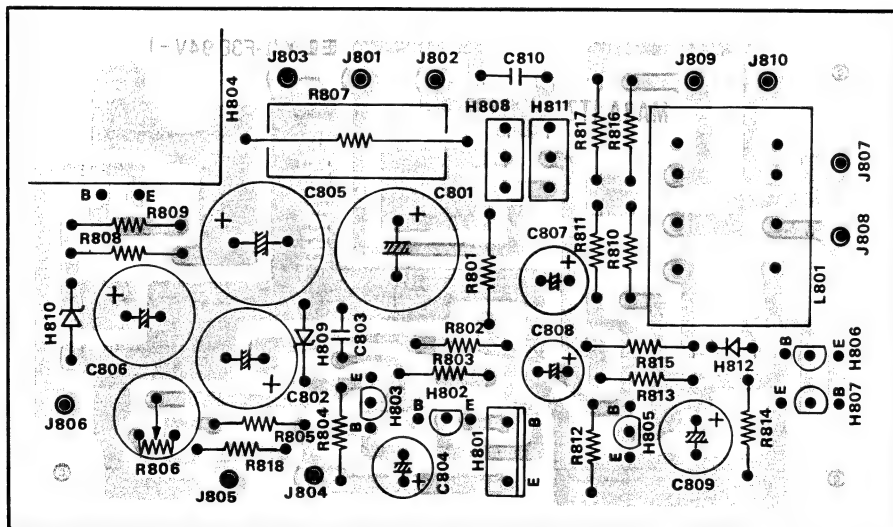 J803
J801
J802
C810
J809
J810
H804
R807
H808
H811
R817
R816
J807
J808
B
E
R809
R808
C805
C801
R801
C807
R811
R810
L801
H810
C806
C802
H809
C803
R802
R803
H802
C808
R815
R813
H812
B
E
H806
E
B
H807
J806
R806
R805
R818
J805
J804
R804
E
H803
B
B
E
C804
H801
B
E
R812
B
H805
E
C809
R814